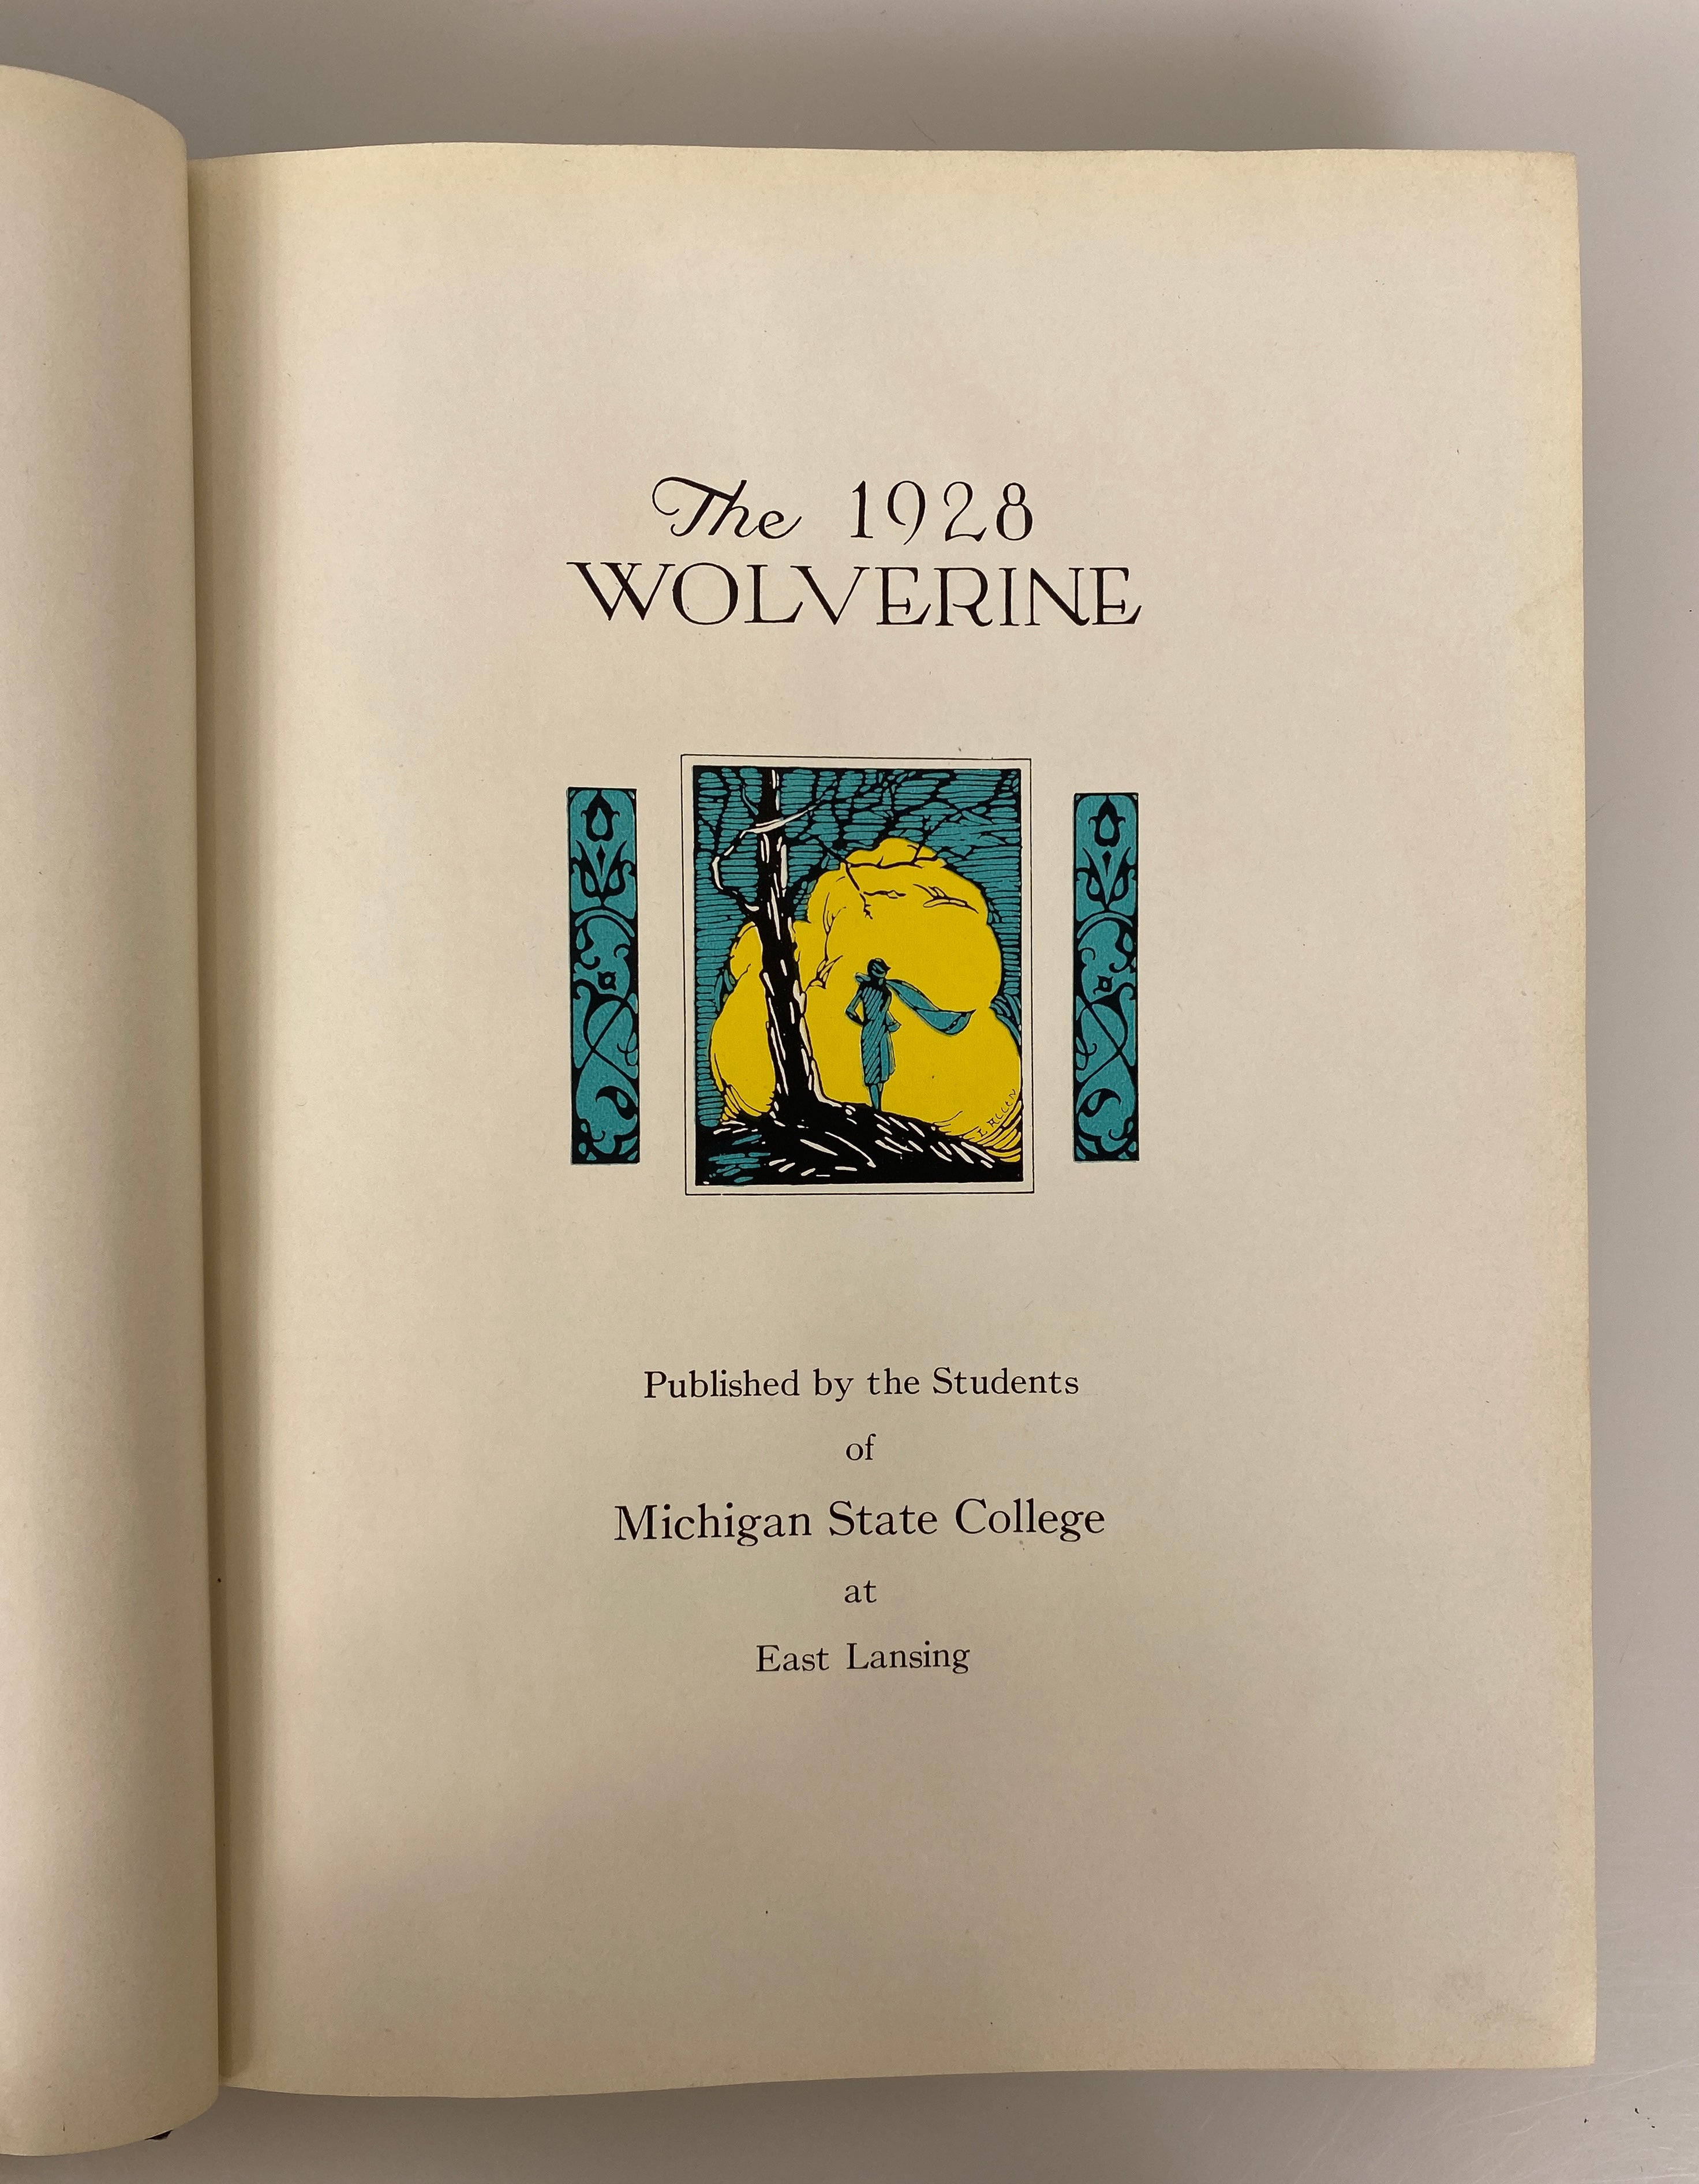 The 1928
WOLVERINE
Published by the Students
of
Michigan State College
at
East Lansing